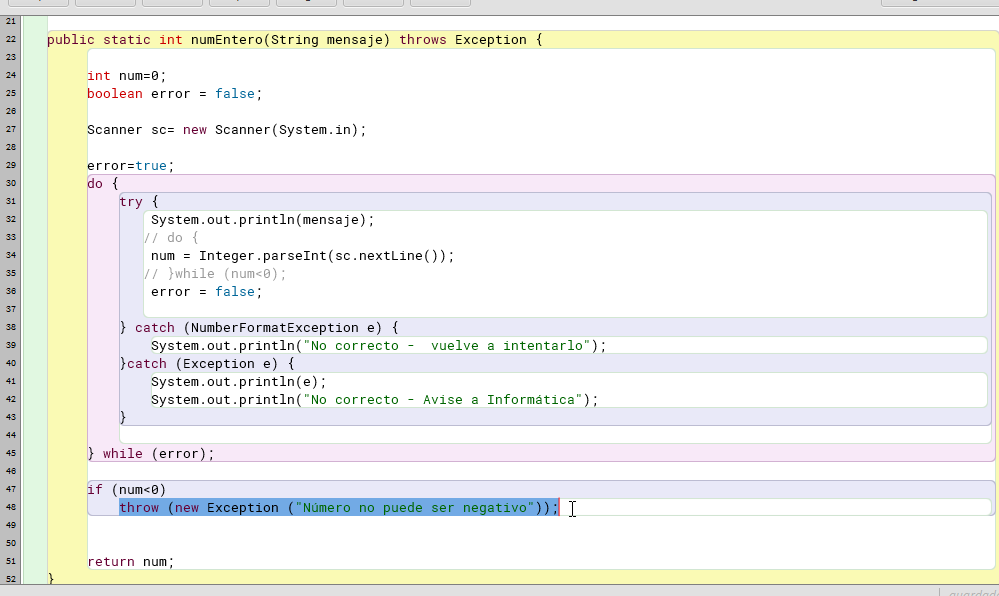 21
22 public static int numEntero(String mensaje) throws Exception {
23
24 int num=0;
25 boolean error = false;
26
27 Scanner sc= new Scanner(System.in);
28
29 error=true;
30 do {
31 try {
32 System.out.println(mensaje);
33 // do {
34 num = Integer.parseInt(sc.nextLine());
35 // }while (num<0);
36 error = false;
37
38 } catch (NumberFormatException e) {
39 System.out.println("No correcto -  vuelve a intentarlo");
40 }catch (Exception e) {
41 System.out.println(e);
42 System.out.println("No correcto - Avise a Informática");
43 }
44
45 } while (error);
46
47 if (num<0)
48 throw (new Exception ("Número no puede ser negativo"));
49
50
51 return num;
52 }